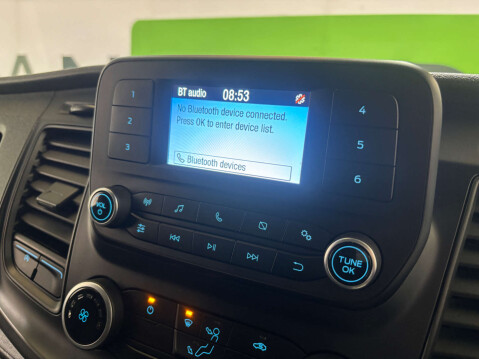 AN
BT audio 08:53
No Bluetooth device connected.
Press OK to enter device list.
Bluetooth devices
1
2
3
4
5
6
VOL
TUNE
OK